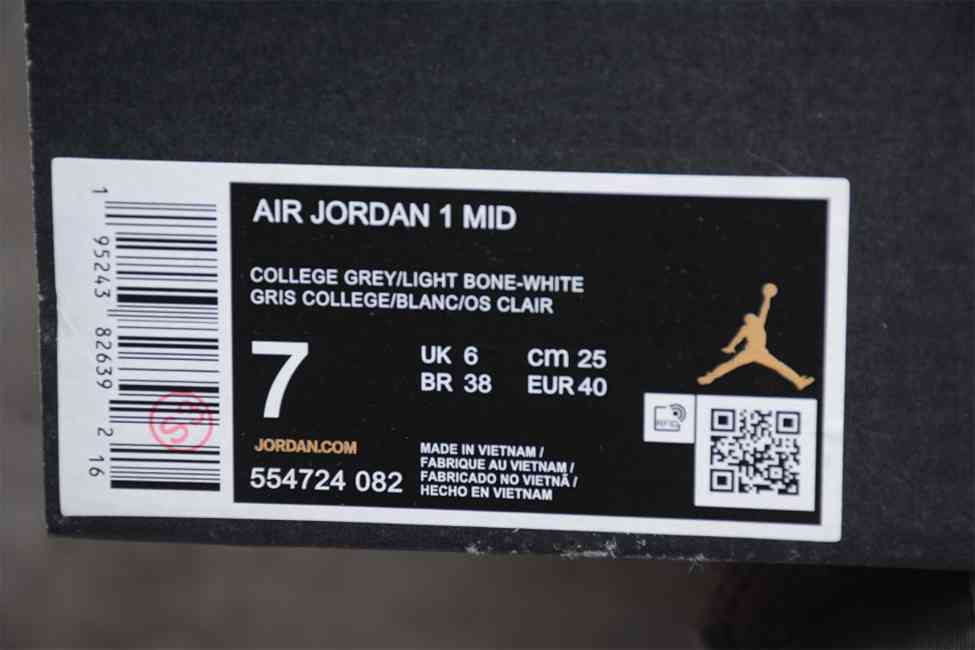 AIR JORDAN 1 MID
COLLEGE GREY/LIGHT BONE-WHITE
GRIS COLLEGE/BLANC/OS CLAIR
7
UK 6 cm 25
BR 38 EUR 40
JORDAN.COM
554724 082
MADE IN VIETNAM /
FABRIQUE AU VIETNAM /
FABRICADO NO VIETNÃ /
HECHO EN VIETNAM
RFID
1 95243 82639 2 16